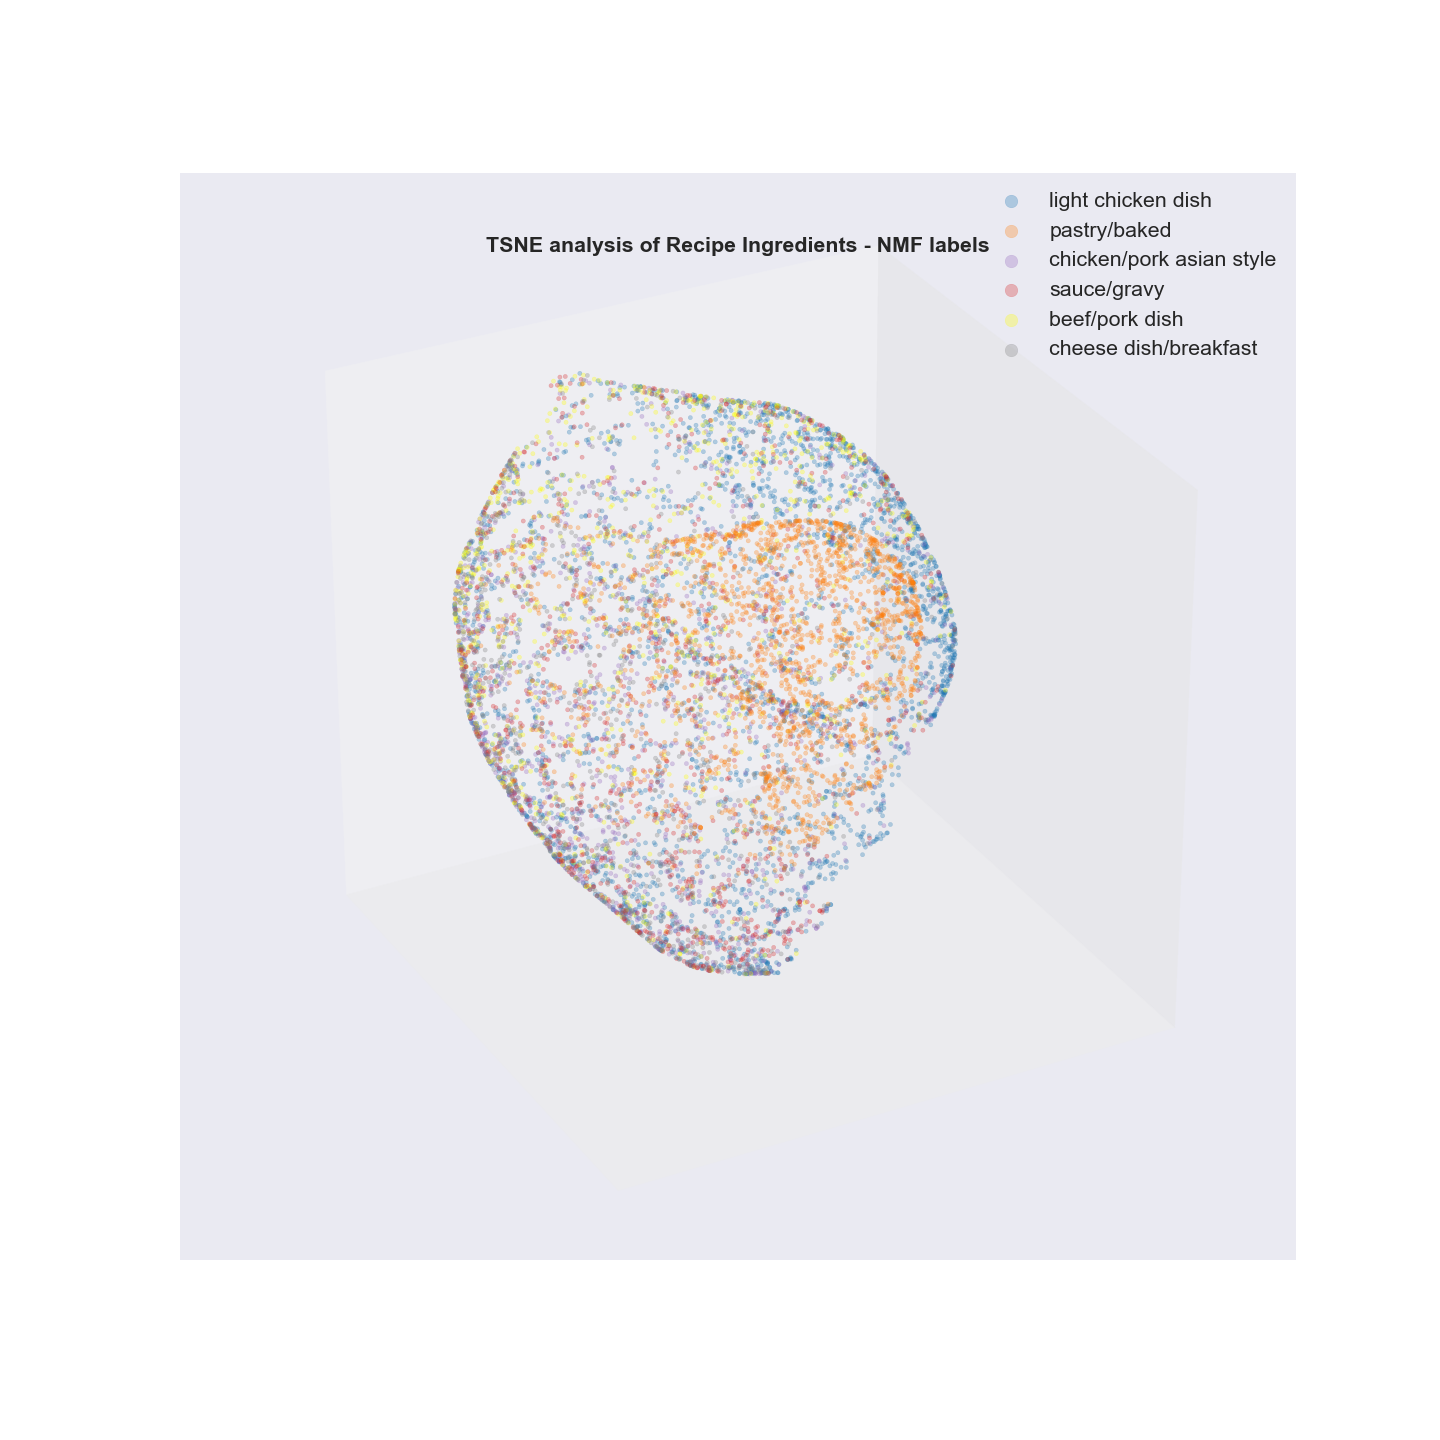 TSNE analysis of Recipe Ingredients - NMF labels
light chicken dish
pastry/baked
chicken/pork asian style
sauce/gravy
beef/pork dish
cheese dish/breakfast